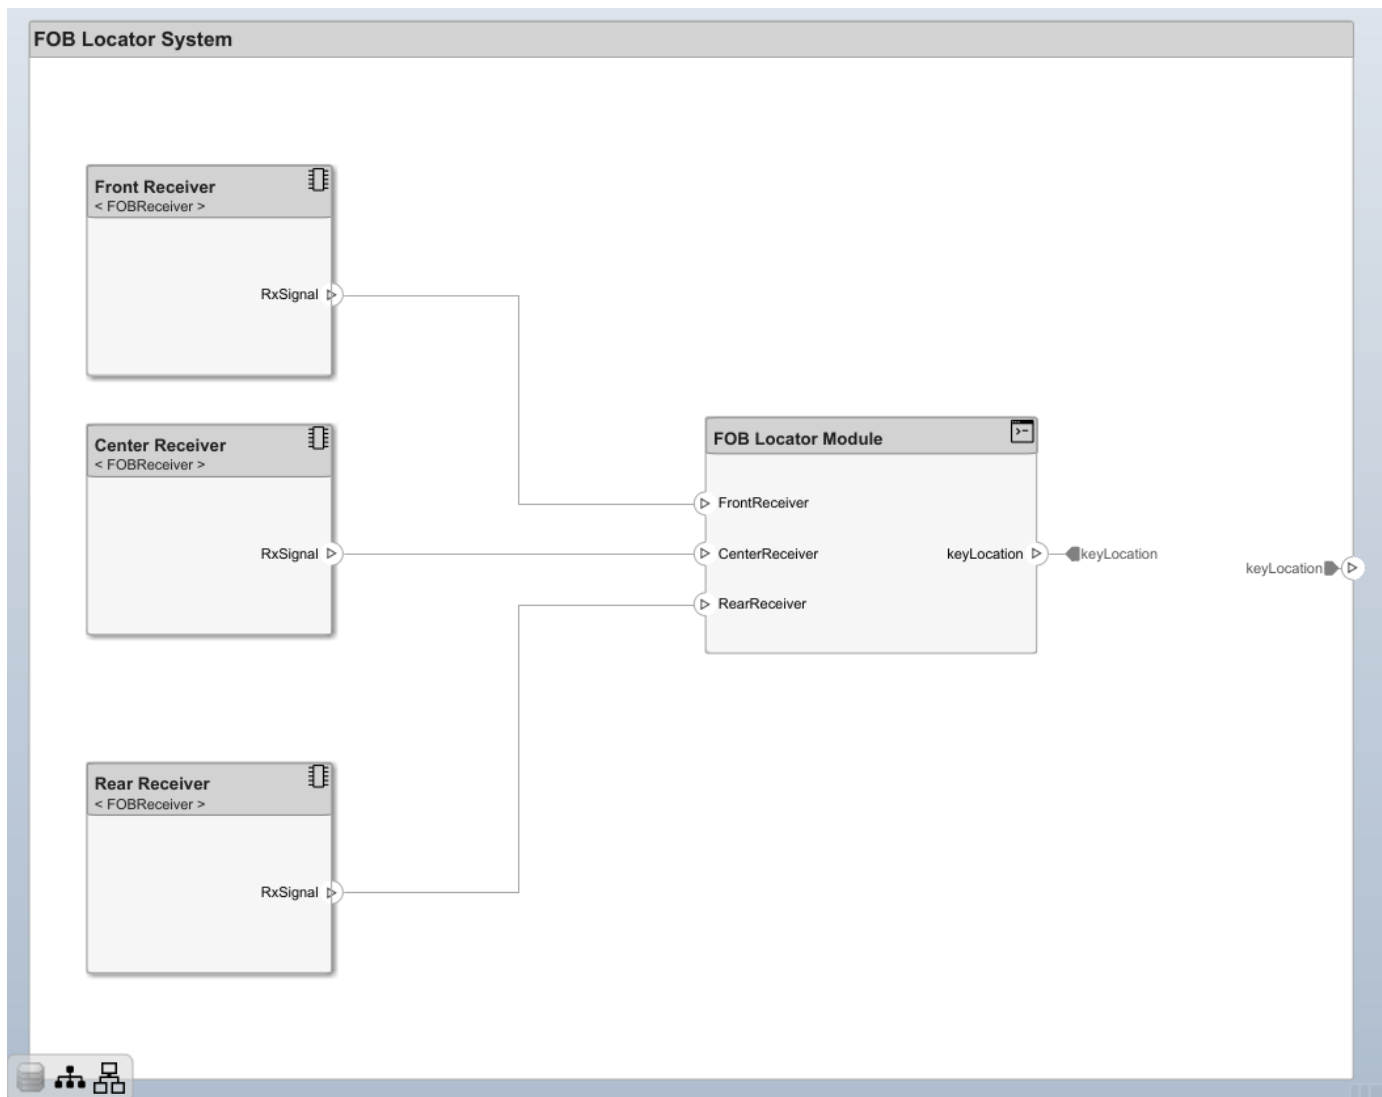 FOB Locator System
Front Receiver
< FOBReceiver >
RxSignal
Center Receiver
< FOBReceiver >
RxSignal
FOB Locator Module
FrontReceiver
CenterReceiver
RearReceiver
keyLocation
keyLocation
keyLocation
Rear Receiver
< FOBReceiver >
RxSignal